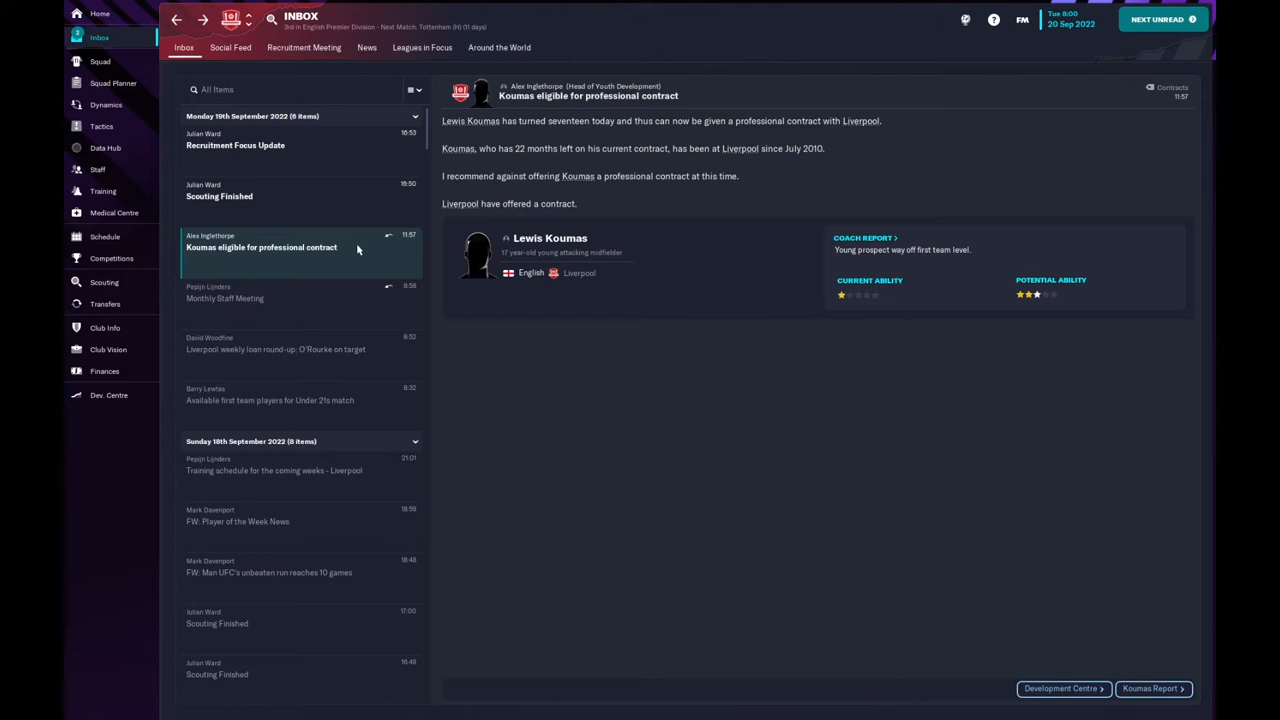 Home
Inbox
2
Squad
Squad Planner
Dynamics
Tactics
Data Hub
Staff
Training
Medical Centre
Schedule
Competitions
Scouting
Transfers
Club Info
Club Vision
Finances
Dev. Centre
INBOX
3rd in English Premier Division - Next Match: Tottenham (H) (11 days)
FM
Tue 8:00
20 Sep 2022
NEXT UNREAD
Inbox Social Feed Recruitment Meeting News Leagues in Focus Around the World
All Items
Monday 19th September 2022 (6 items)
Julian Ward 16:53
Recruitment Focus Update
Julian Ward 16:50
Scouting Finished
Alex Inglethorpe 11:57
Koumas eligible for professional contract
Pepijn Lijnders 8:58
Monthly Staff Meeting
David Woodfine 8:52
Liverpool weekly loan round-up: O'Rourke on target
Barry Lewtas 8:32
Available first team players for Under 21s match
Sunday 18th September 2022 (8 items)
Pepijn Lijnders 21:01
Training schedule for the coming weeks - Liverpool
Mark Davenport 18:59
FW: Player of the Week News
Mark Davenport 18:48
FW: Man UFC's unbeaten run reaches 10 games
Julian Ward 17:00
Scouting Finished
Julian Ward 16:48
Scouting Finished
Alex Inglethorpe (Head of Youth Development)
Koumas eligible for professional contract
Contracts
11:57
Lewis Koumas has turned seventeen today and thus can now be given a professional contract with Liverpool.
Koumas, who has 22 months left on his current contract, has been at Liverpool since July 2010.
I recommend against offering Koumas a professional contract at this time.
Liverpool have offered a contract.
Lewis Koumas
17 year-old young attacking midfielder
English Liverpool
COACH REPORT >
Young prospect way off first team level.
CURRENT ABILITY POTENTIAL ABILITY
Development Centre > Koumas Report >